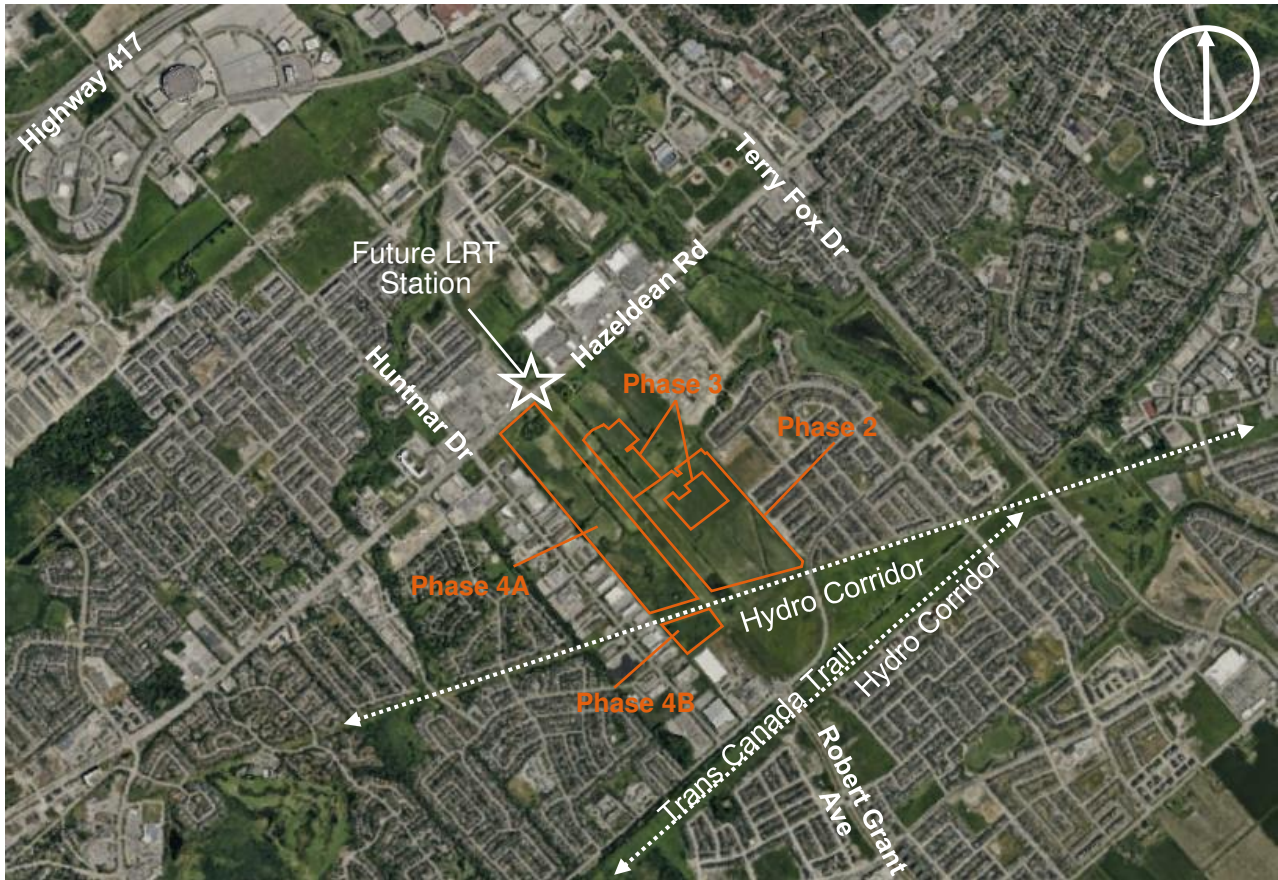 Highway 417
Terry Fox Dr
Future LRT
Station
Hazeldean Rd
Huntmar Dr
Phase 3
Phase 2
Phase 4A
Hydro Corridor
Hydro Corridor
Phase 4B
Trans Canada Trail
Robert Grant
Ave